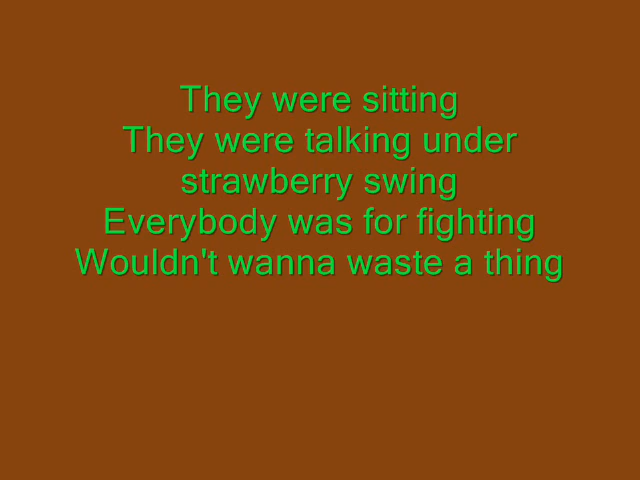 They were sitting
They were talking under
strawberry swing
Everybody was for fighting
Wouldn't wanna waste a thing